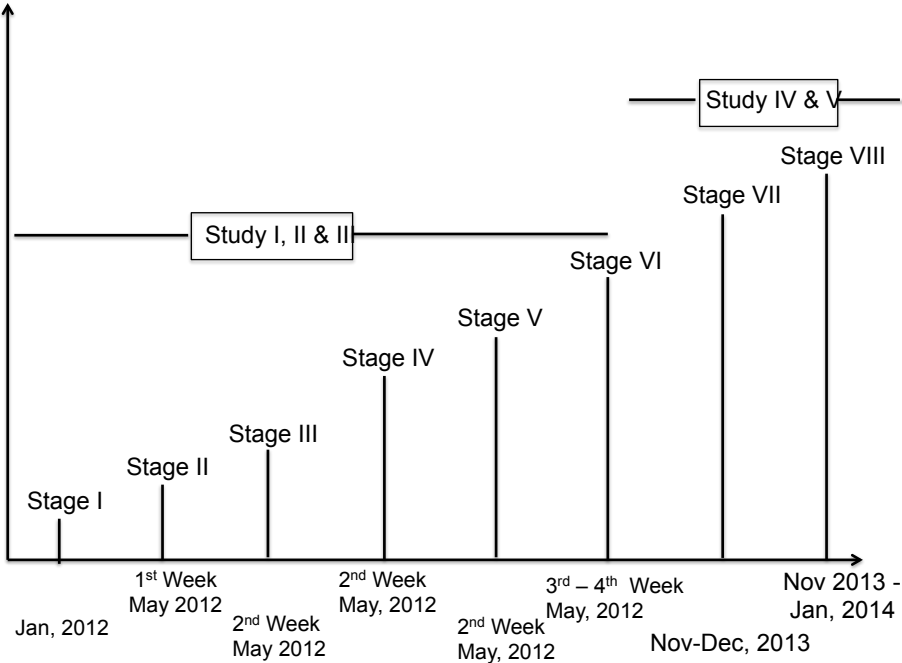 Study IV & V
Stage VIII
Stage VII
Study I, II & III
Stage VI
Stage V
Stage IV
Stage III
Stage II
Stage I
1st Week
May 2012
2nd Week
May, 2012
3rd – 4th Week
May, 2012
Nov 2013 -
Jan, 2014
Jan, 2012
2nd Week
May 2012
2nd Week
May, 2012
Nov-Dec, 2013